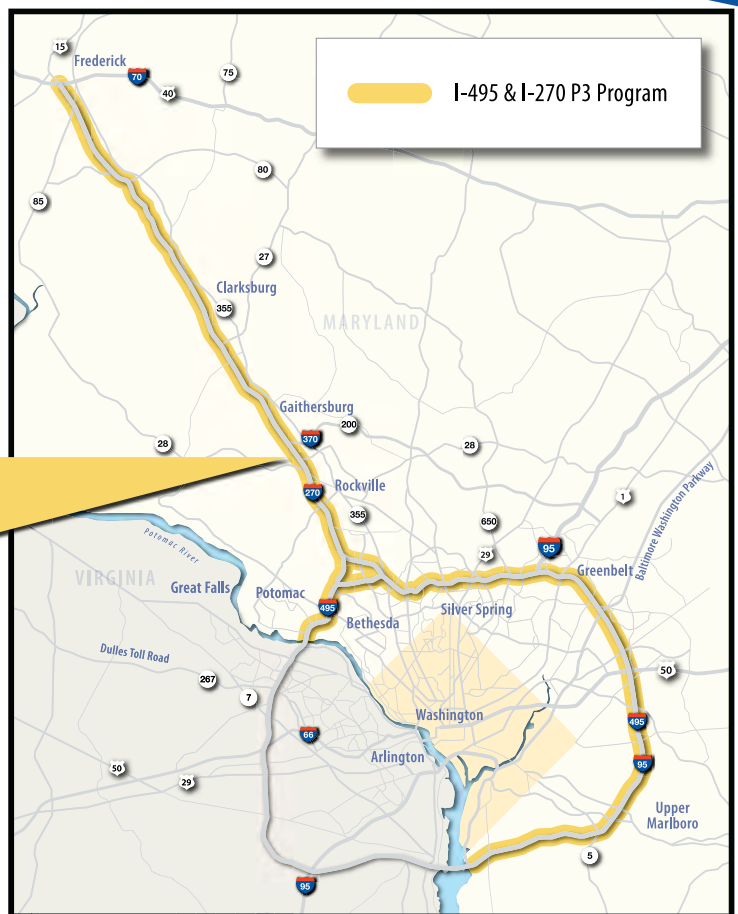 I-495 & I-270 P3 Program
15
Frederick
70
75
40
80
85
27
Clarksburg
355
MARYLAND
Gaithersburg
370
200
28
28
Rockville
270
355
650
1
Baltimore Washington Parkway
29
95
Potomac River
VIRGINIA
Great Falls
Potomac
Greenbelt
495
Silver Spring
Bethesda
Dulles Toll Road
267
7
50
Washington
495
66
Arlington
95
50
29
Upper
Marlboro
5
95